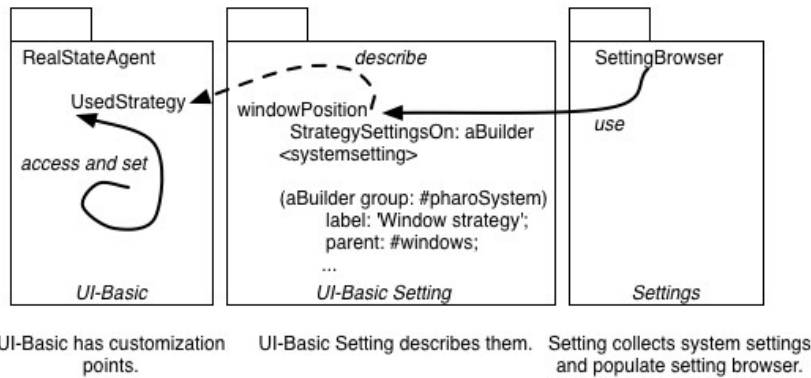 RealStateAgent
UsedStrategy
access and set
UI-Basic
describe
windowPosition
StrategySettingsOn: aBuilder
<systemsetting>
(aBuilder group: #pharoSystem)
label: 'Window strategy';
parent: #windows;
...
UI-Basic Setting
SettingBrowser
use
Settings
UI-Basic has customization
points.
UI-Basic Setting describes them.
Setting collects system settings
and populate setting browser.